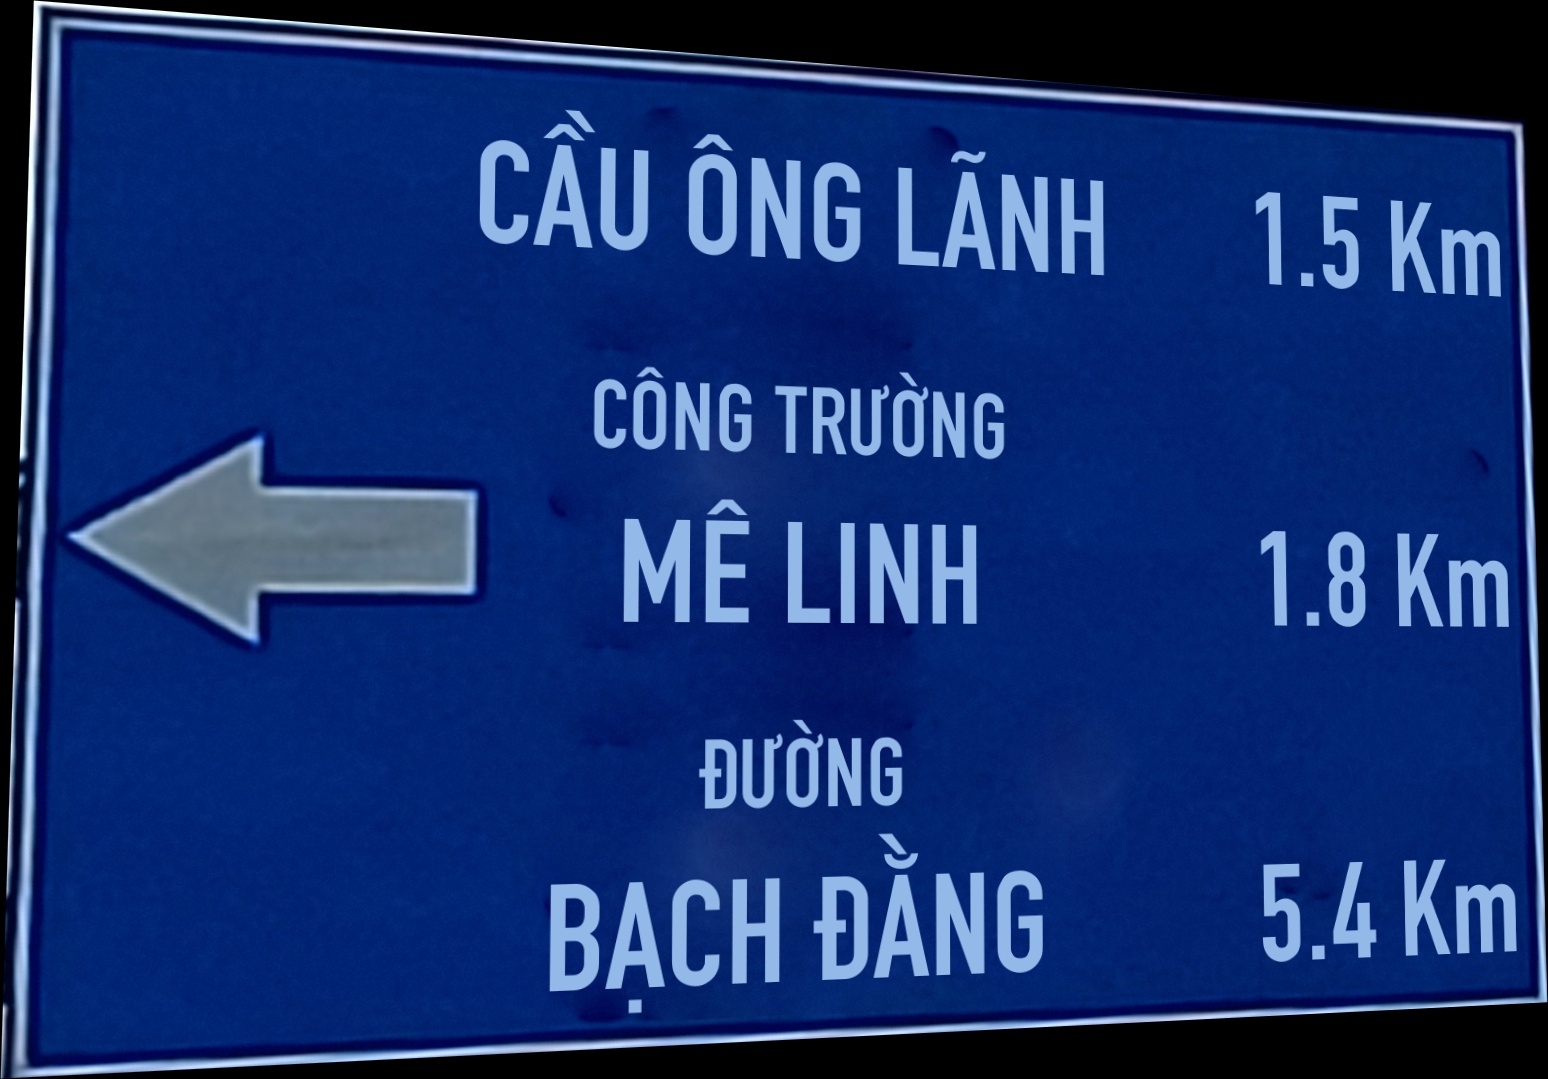 CẦU ÔNG LÃNH 1.5 Km
CÔNG TRƯỜNG
MÊ LINH 1.8 Km
ĐƯỜNG
BẠCH ĐẰNG 5.4 Km